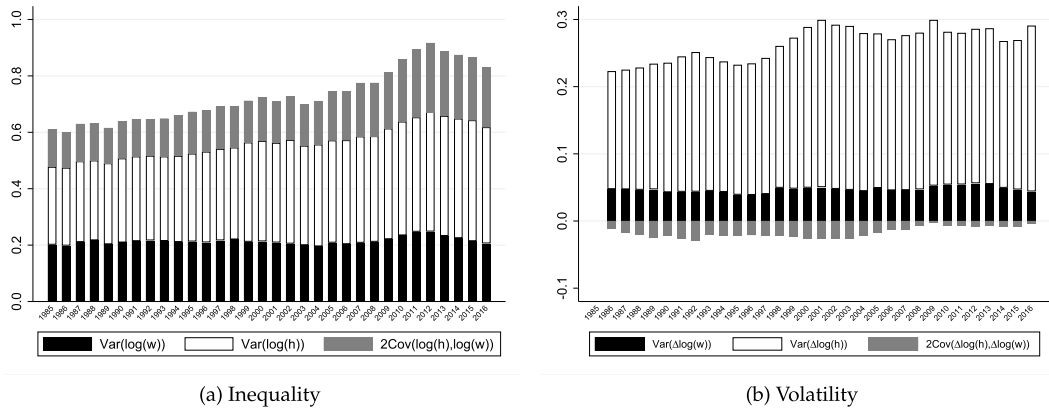 1.0
0.8
0.6
0.4
0.2
0.0
1985 1986 1987 1988 1989 1990 1991 1992 1993 1994 1995 1996 1997 1998 1999 2000 2001 2002 2003 2004 2005 2006 2007 2008 2009 2010 2011 2012 2013 2014 2015 2016
Var(log(w)) Var(log(h)) 2Cov(log(h),log(w))
(a) Inequality
0.3
0.2
0.1
0.0
-0.1
1985 1986 1987 1988 1989 1990 1991 1992 1993 1994 1995 1996 1997 1998 1999 2000 2001 2002 2003 2004 2005 2006 2007 2008 2009 2010 2011 2012 2013 2014 2015 2016
Var(Δlog(w)) Var(Δlog(h)) 2Cov(Δlog(h),Δlog(w))
(b) Volatility